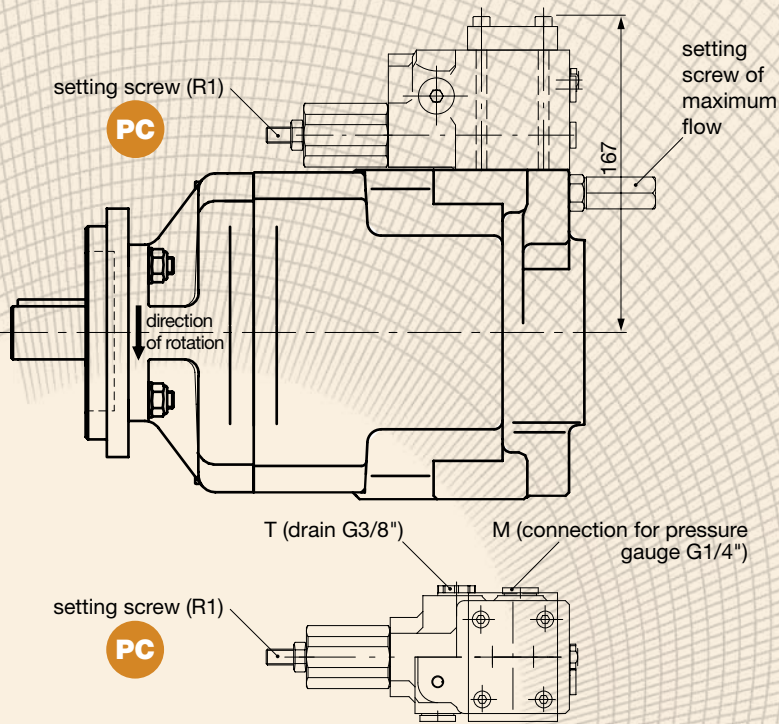 setting screw (R1)
PC
setting
screw of
maximum
flow
167
direction
of rotation
T (drain G3/8")
M (connection for pressure
gauge G1/4")
setting screw (R1)
PC